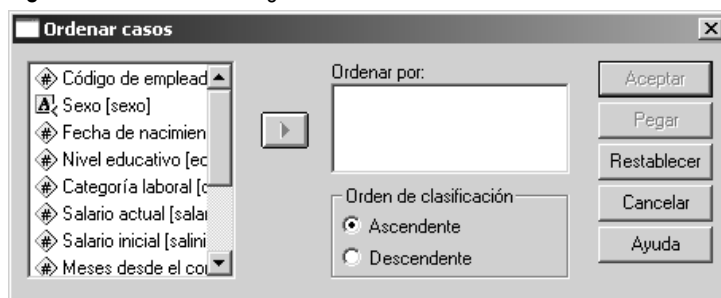 Ordenar casos
Código de emplead
Sexo [sexo]
Fecha de nacimien
Nivel educativo [ec
Categoría laboral [c
Salario actual [salar
Salario inicial [salini
Meses desde el co
Ordenar por:
Orden de clasificación
Ascendente
Descendente
Aceptar
Pegar
Restablecer
Cancelar
Ayuda